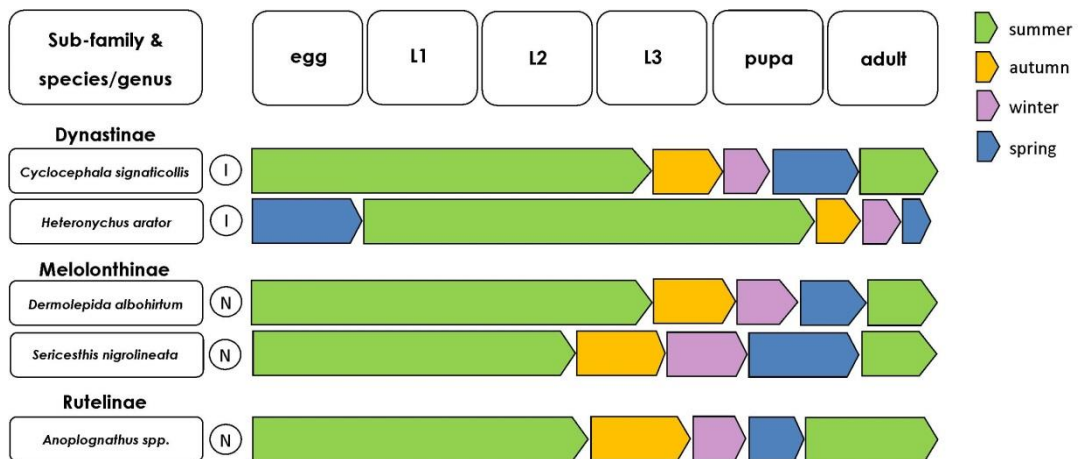 Sub-family &
species/genus
egg
L1
L2
L3
pupa
adult
summer
autumn
winter
spring
Dynastinae
Cyclocephala signaticollis
I
Heteronychus arator
I
Melolonthinae
Dermolepida albohirtum
N
Sericesthis nigrolineata
N
Rutelinae
Anoplognathus spp.
N